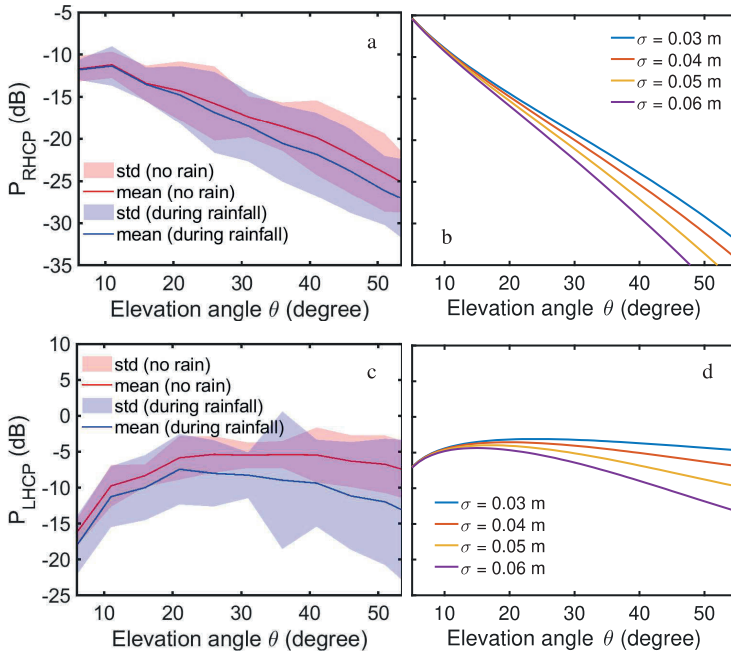 a
P_RHCP (dB)
-5
-10
-15
-20
-25
-30
-35
std (no rain)
mean (no rain)
std (during rainfall)
mean (during rainfall)
10 20 30 40 50
Elevation angle θ (degree)
b
σ = 0.03 m
σ = 0.04 m
σ = 0.05 m
σ = 0.06 m
10 20 30 40 50
Elevation angle θ (degree)
c
P_LHCP (dB)
10
5
0
-5
-10
-15
-20
-25
std (no rain)
mean (no rain)
std (during rainfall)
mean (during rainfall)
10 20 30 40 50
Elevation angle θ (degree)
d
σ = 0.03 m
σ = 0.04 m
σ = 0.05 m
σ = 0.06 m
10 20 30 40 50
Elevation angle θ (degree)